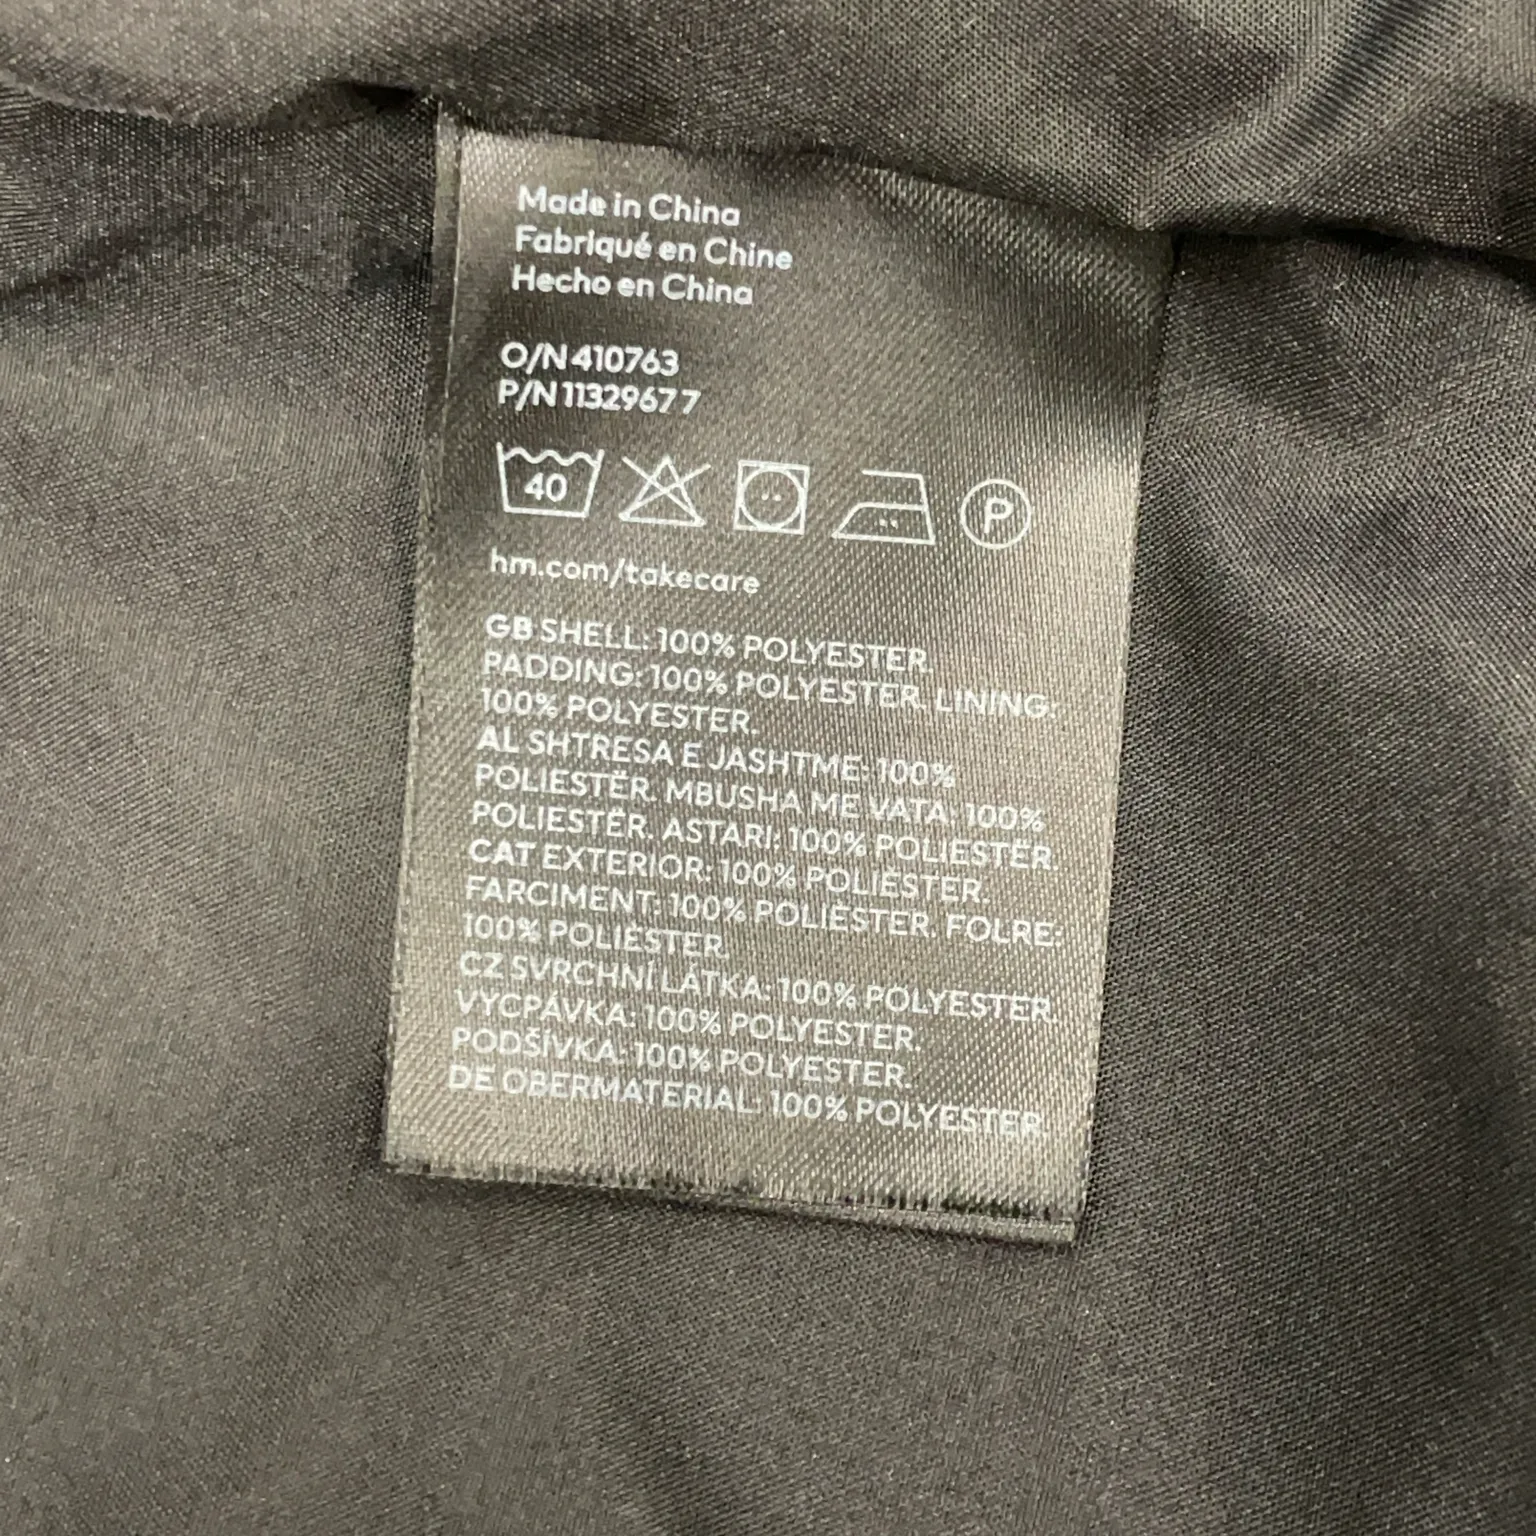 Made in China
Fabriqué en Chine
Hecho en China
O/N 410763
P/N 11329677
40
P
hm.com/takecare
GB SHELL: 100% POLYESTER.
PADDING: 100% POLYESTER. LINING:
100% POLYESTER.
AL SHTRESA E JASHTME: 100%
POLIESTËR. MBUSHA ME VATA: 100%
POLIESTËR. ASTARI: 100% POLIESTËR.
CAT EXTERIOR: 100% POLIÈSTER.
FARCIMENT: 100% POLIÈSTER. FOLRE:
100% POLIÈSTER.
CZ SVRCHNÍ LÁTKA: 100% POLYESTER.
VYCPÁVKA: 100% POLYESTER.
PODŠÍVKA: 100% POLYESTER.
DE OBERMATERIAL: 100% POLYESTER.